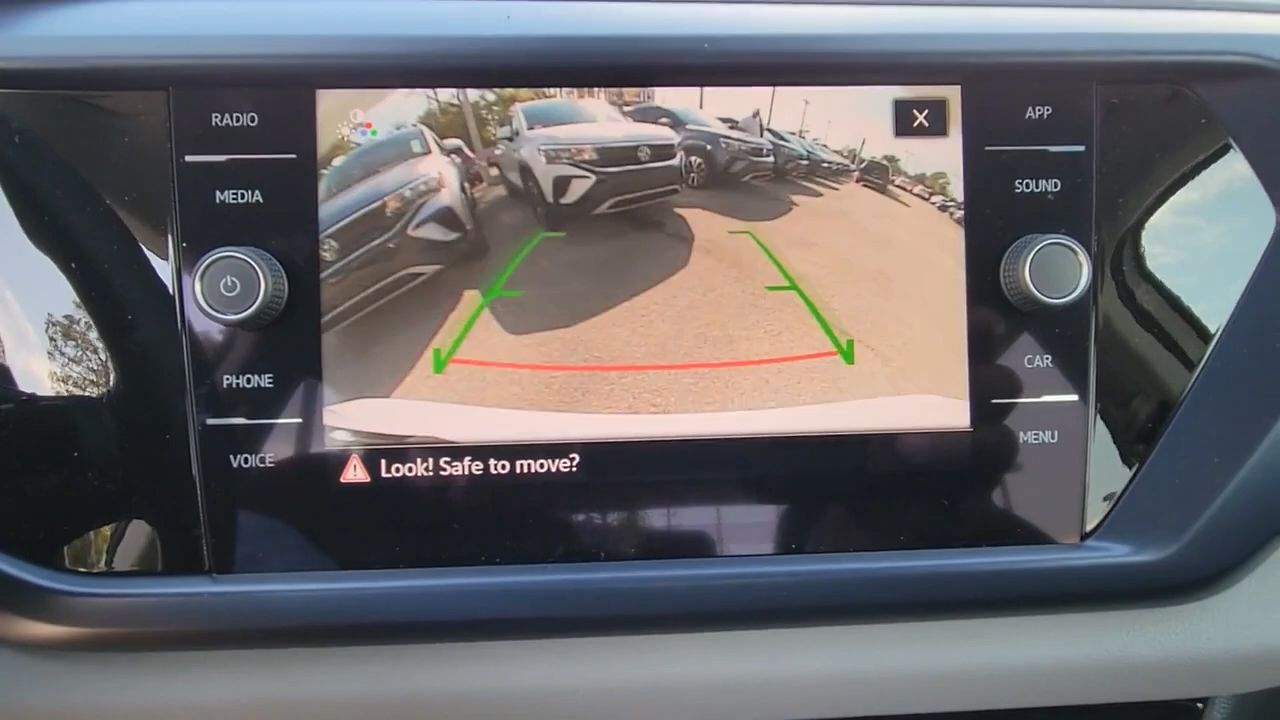 RADIO
MEDIA
PHONE
VOICE
X
Look! Safe to move?
APP
SOUND
CAR
MENU